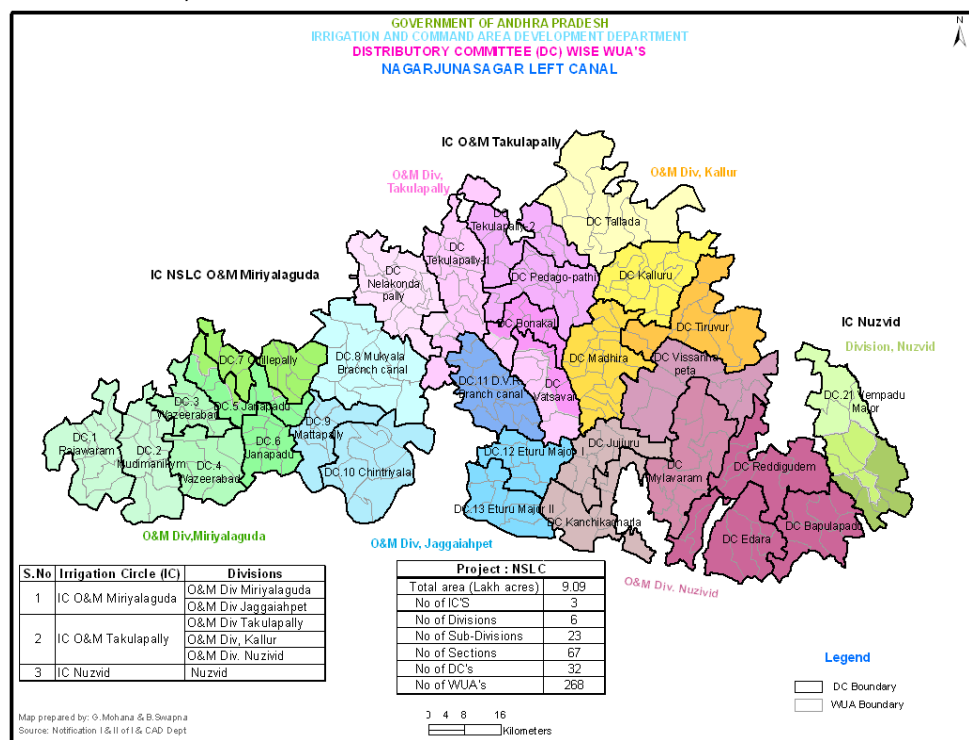 GOVERNMENT OF ANDHRA PRADESH
IRRIGATION AND COMMAND AREA DEVELOPMENT DEPARTMENT
DISTRIBUTORY COMMITTEE (DC) WISE WUA'S
NAGARJUNASAGAR LEFT CANAL
N
IC O&M Takulapally
O&M Div,
Takulapally
O&M Div, Kallur
DC Tallada
Tekulapally-2
DC
Tekulapally-1
DC Pedago-pathi
DC Kalluru
IC NSLC O&M Miriyalaguda
DC
Nelakonda
pally
DC Bonakal
DC Tiruvur
IC Nuzvid
Division, Nuzvid
DC.8 Mukyala
Bracnch canal
DC Madhira
DC Vissanna
peta
DC.3
Wazeerabad
DC.5 Janapadu
DC.11 D.V.R.
Branch canal
DC
Vatsavai
DC.21 Vempadu
Major
DC.1
Rajawaram
DC.2
Mudimanikym
DC.4
Wazeerabad
DC.6
Janapadu
DC.9
Mattapally
DC.10 Chintriyala
DC.12 Eturu Major I
DC Jujjuru
DC
Mylavaram
DC Reddigudem
DC.13 Eturu Major II
DC Kanchikacharla
DC Edara
DC Bapulapadu
O&M Div,Miriyalaguda
O&M Div, Jaggaiahpet
O&M Div. Nuzivid
S.No Irrigation Circle (IC) Divisions
1 IC O&M Miriyalaguda O&M Div Miriyalaguda
O&M Div Jaggaiahpet
2 IC O&M Takulapally O&M Div Takulapally
O&M Div, Kallur
O&M Div. Nuzivid
3 IC Nuzvid Nuzvid
Project : NSLC
Total area (Lakh acres) 9.09
No of IC'S 3
No of Divisions 6
No of Sub-Divisions 23
No of Sections 67
No of DC's 32
No of WUA's 268
Legend
DC Boundary
WUA Boundary
Map prepared by: G.Mohana & B.Swapna
Source: Notification I & II of I & CAD Dept
0 4 8 16
Kilometers